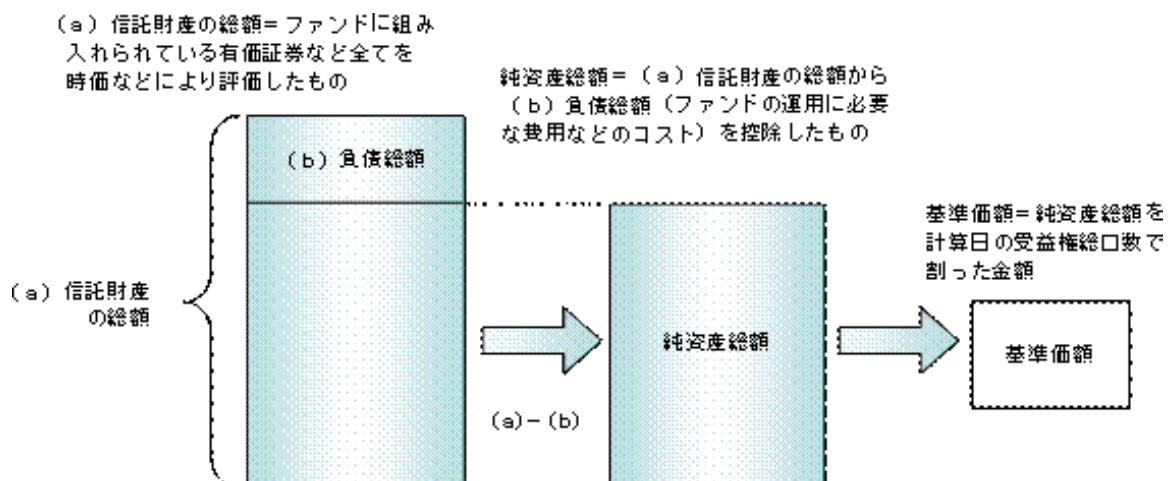 (a)信託財産の総額=ファンドに組み
入れられている有価証券など全てを
時価などにより評価したもの
純資産総額=(a)信託財産の総額から
(b)負債総額(ファンドの運用に必要
な費用などのコスト)を控除したもの
(b)負債総額
基準価額=純資産総額を
計算日の受益権総口数で
割った金額
(a)信託財産
の総額
純資産総額
基準価額
(a)-(b)